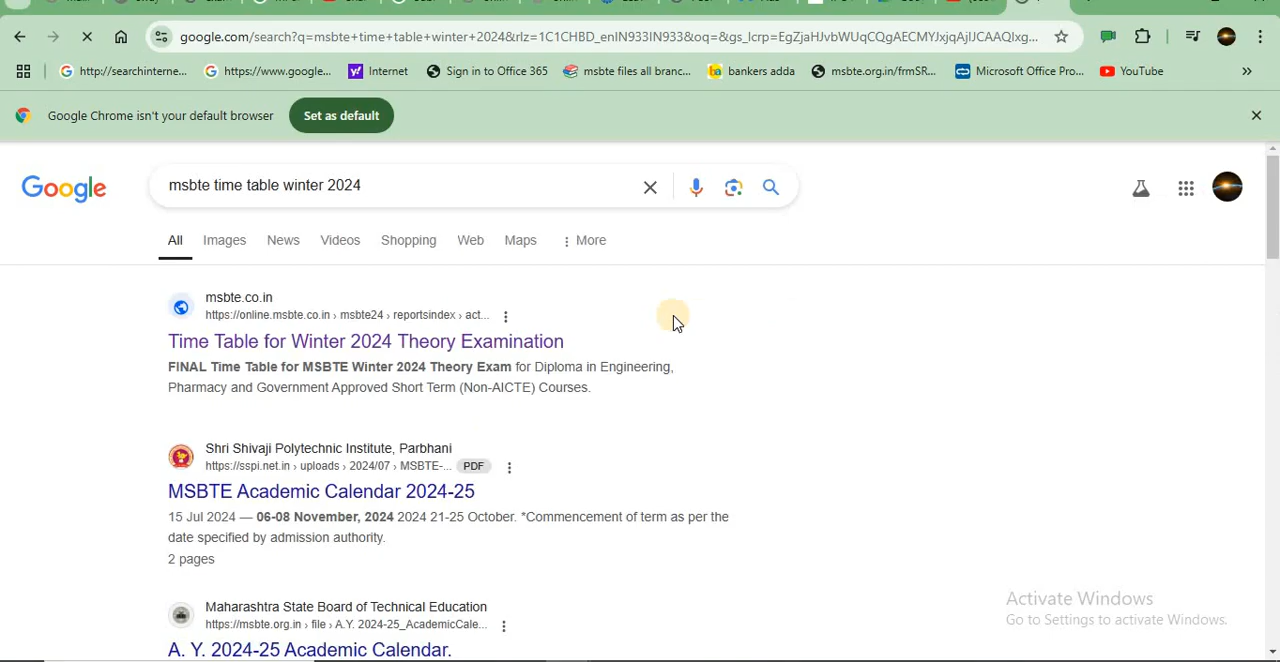 google.com/search?q=msbte+time+table+winter+2024&rlz=1C1CHBD_enIN933IN933&oq=&gs_lcrp=EgZjaHJvbWUqCQgAECMYJxjqAjIJCAAQIxg...
http://searchinterne... https://www.google... Internet Sign in to Office 365 msbte files all branc... bankers adda msbte.org.in/frmSR... Microsoft Office Pro... YouTube »
Google Chrome isn't your default browser Set as default
Google msbte time table winter 2024
All Images News Videos Shopping Web Maps More
msbte.co.in
https://online.msbte.co.in › msbte24 › reportsindex › act...
Time Table for Winter 2024 Theory Examination
FINAL Time Table for MSBTE Winter 2024 Theory Exam for Diploma in Engineering,
Pharmacy and Government Approved Short Term (Non-AICTE) Courses.
Shri Shivaji Polytechnic Institute, Parbhani
https://sspi.net.in › uploads › 2024/07 › MSBTE-... PDF
MSBTE Academic Calendar 2024-25
15 Jul 2024 — 06-08 November, 2024 2024 21-25 October. *Commencement of term as per the
date specified by admission authority.
2 pages
Maharashtra State Board of Technical Education
https://msbte.org.in › file › A.Y. 2024-25_AcademicCale...
A. Y. 2024-25 Academic Calendar.
Activate Windows
Go to Settings to activate Windows.